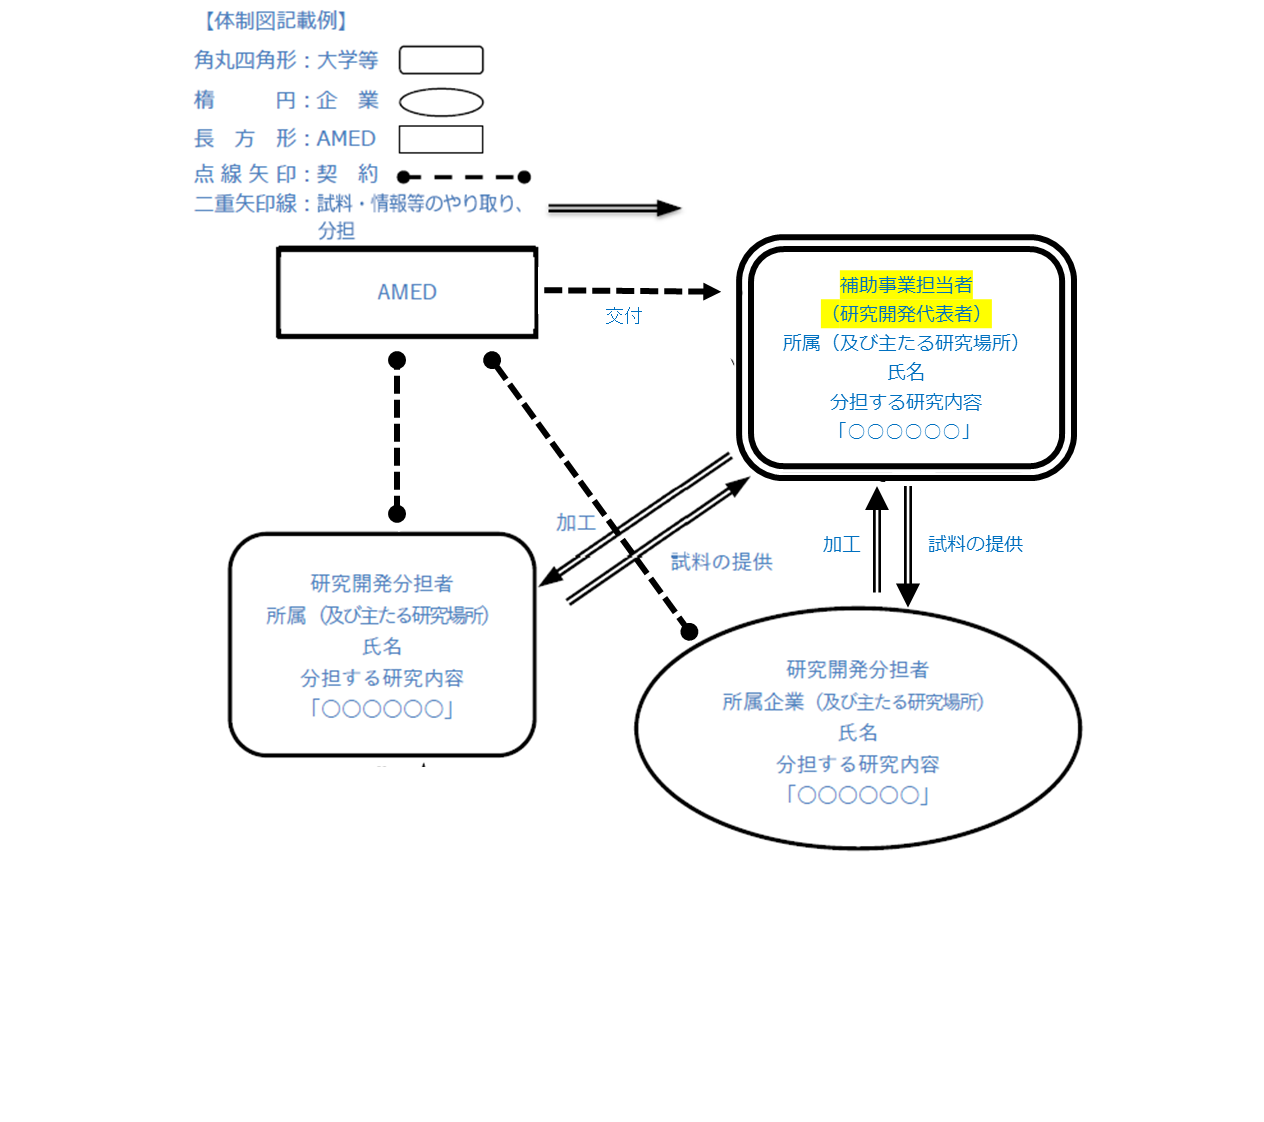 【体制図記載例】
角丸四角形：大学等
楕　　　円：企　業
長　方　形：AMED
点線矢印：契　約
二重矢印線：試料・情報等のやり取り、
分担
AMED
交付
補助事業担当者
（研究開発代表者）
所属（及び主たる研究場所）
氏名
分担する研究内容
「○○○○○○」
加工
試料の提供
加工
試料の提供
研究開発分担者
所属（及び主たる研究場所）
氏名
分担する研究内容
「○○○○○○」
研究開発分担者
所属企業（及び主たる研究場所）
氏名
分担する研究内容
「○○○○○○」